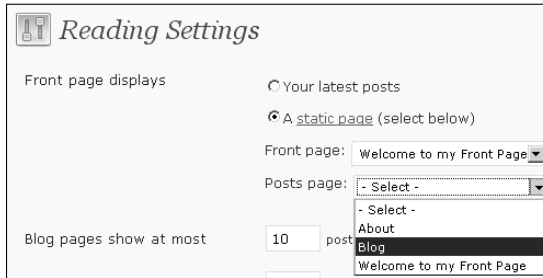 Reading Settings
Front page displays
Your latest posts
A static page (select below)
Front page: Welcome to my Front Page
Posts page: - Select -
- Select -
About
Blog pages show at most 10 post Blog
Welcome to my Front Page